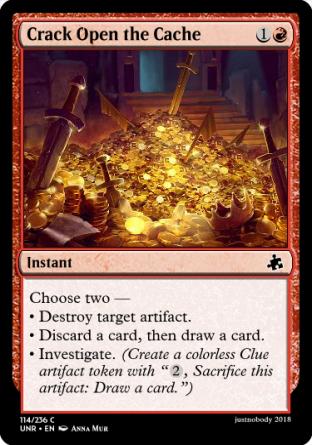 Crack Open the Cache 1
Instant
Choose two —
• Destroy target artifact.
• Discard a card, then draw a card.
• Investigate. (Create a colorless Clue
artifact token with “2, Sacrifice this
artifact: Draw a card.”)
114/236 C
UNR • EN Anna Mur
justnobody 2018